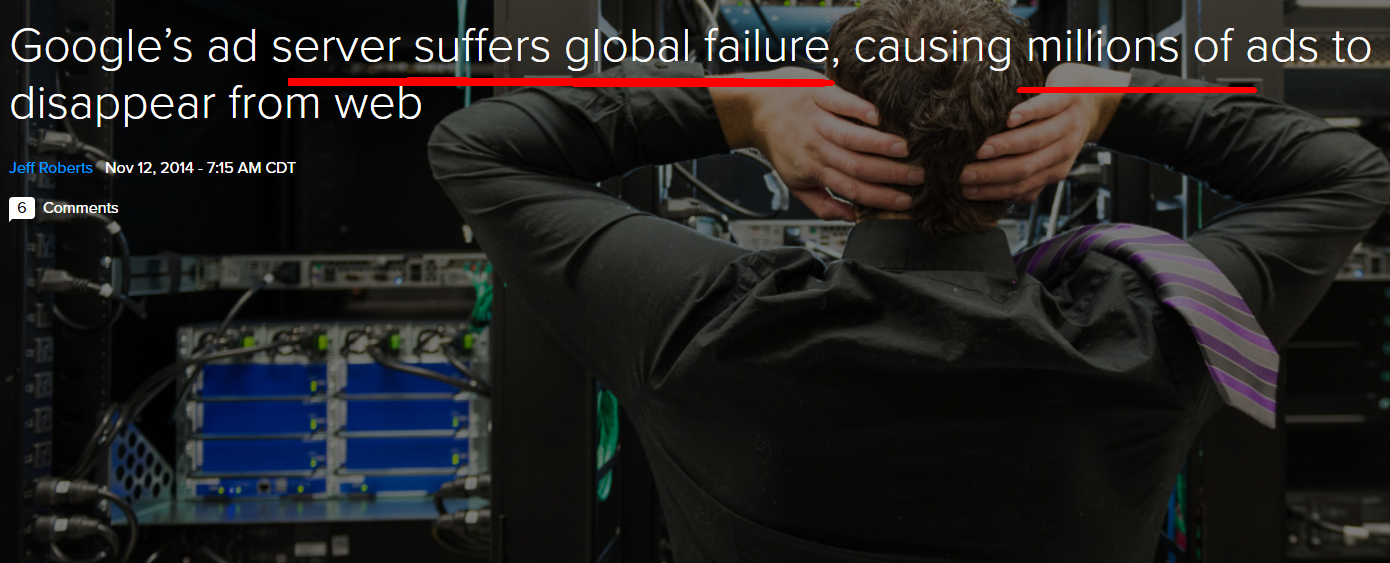 Google’s ad server suffers global failure, causing millions of ads to
disappear from web
Jeff Roberts Nov 12, 2014 - 7:15 AM CDT
6 Comments